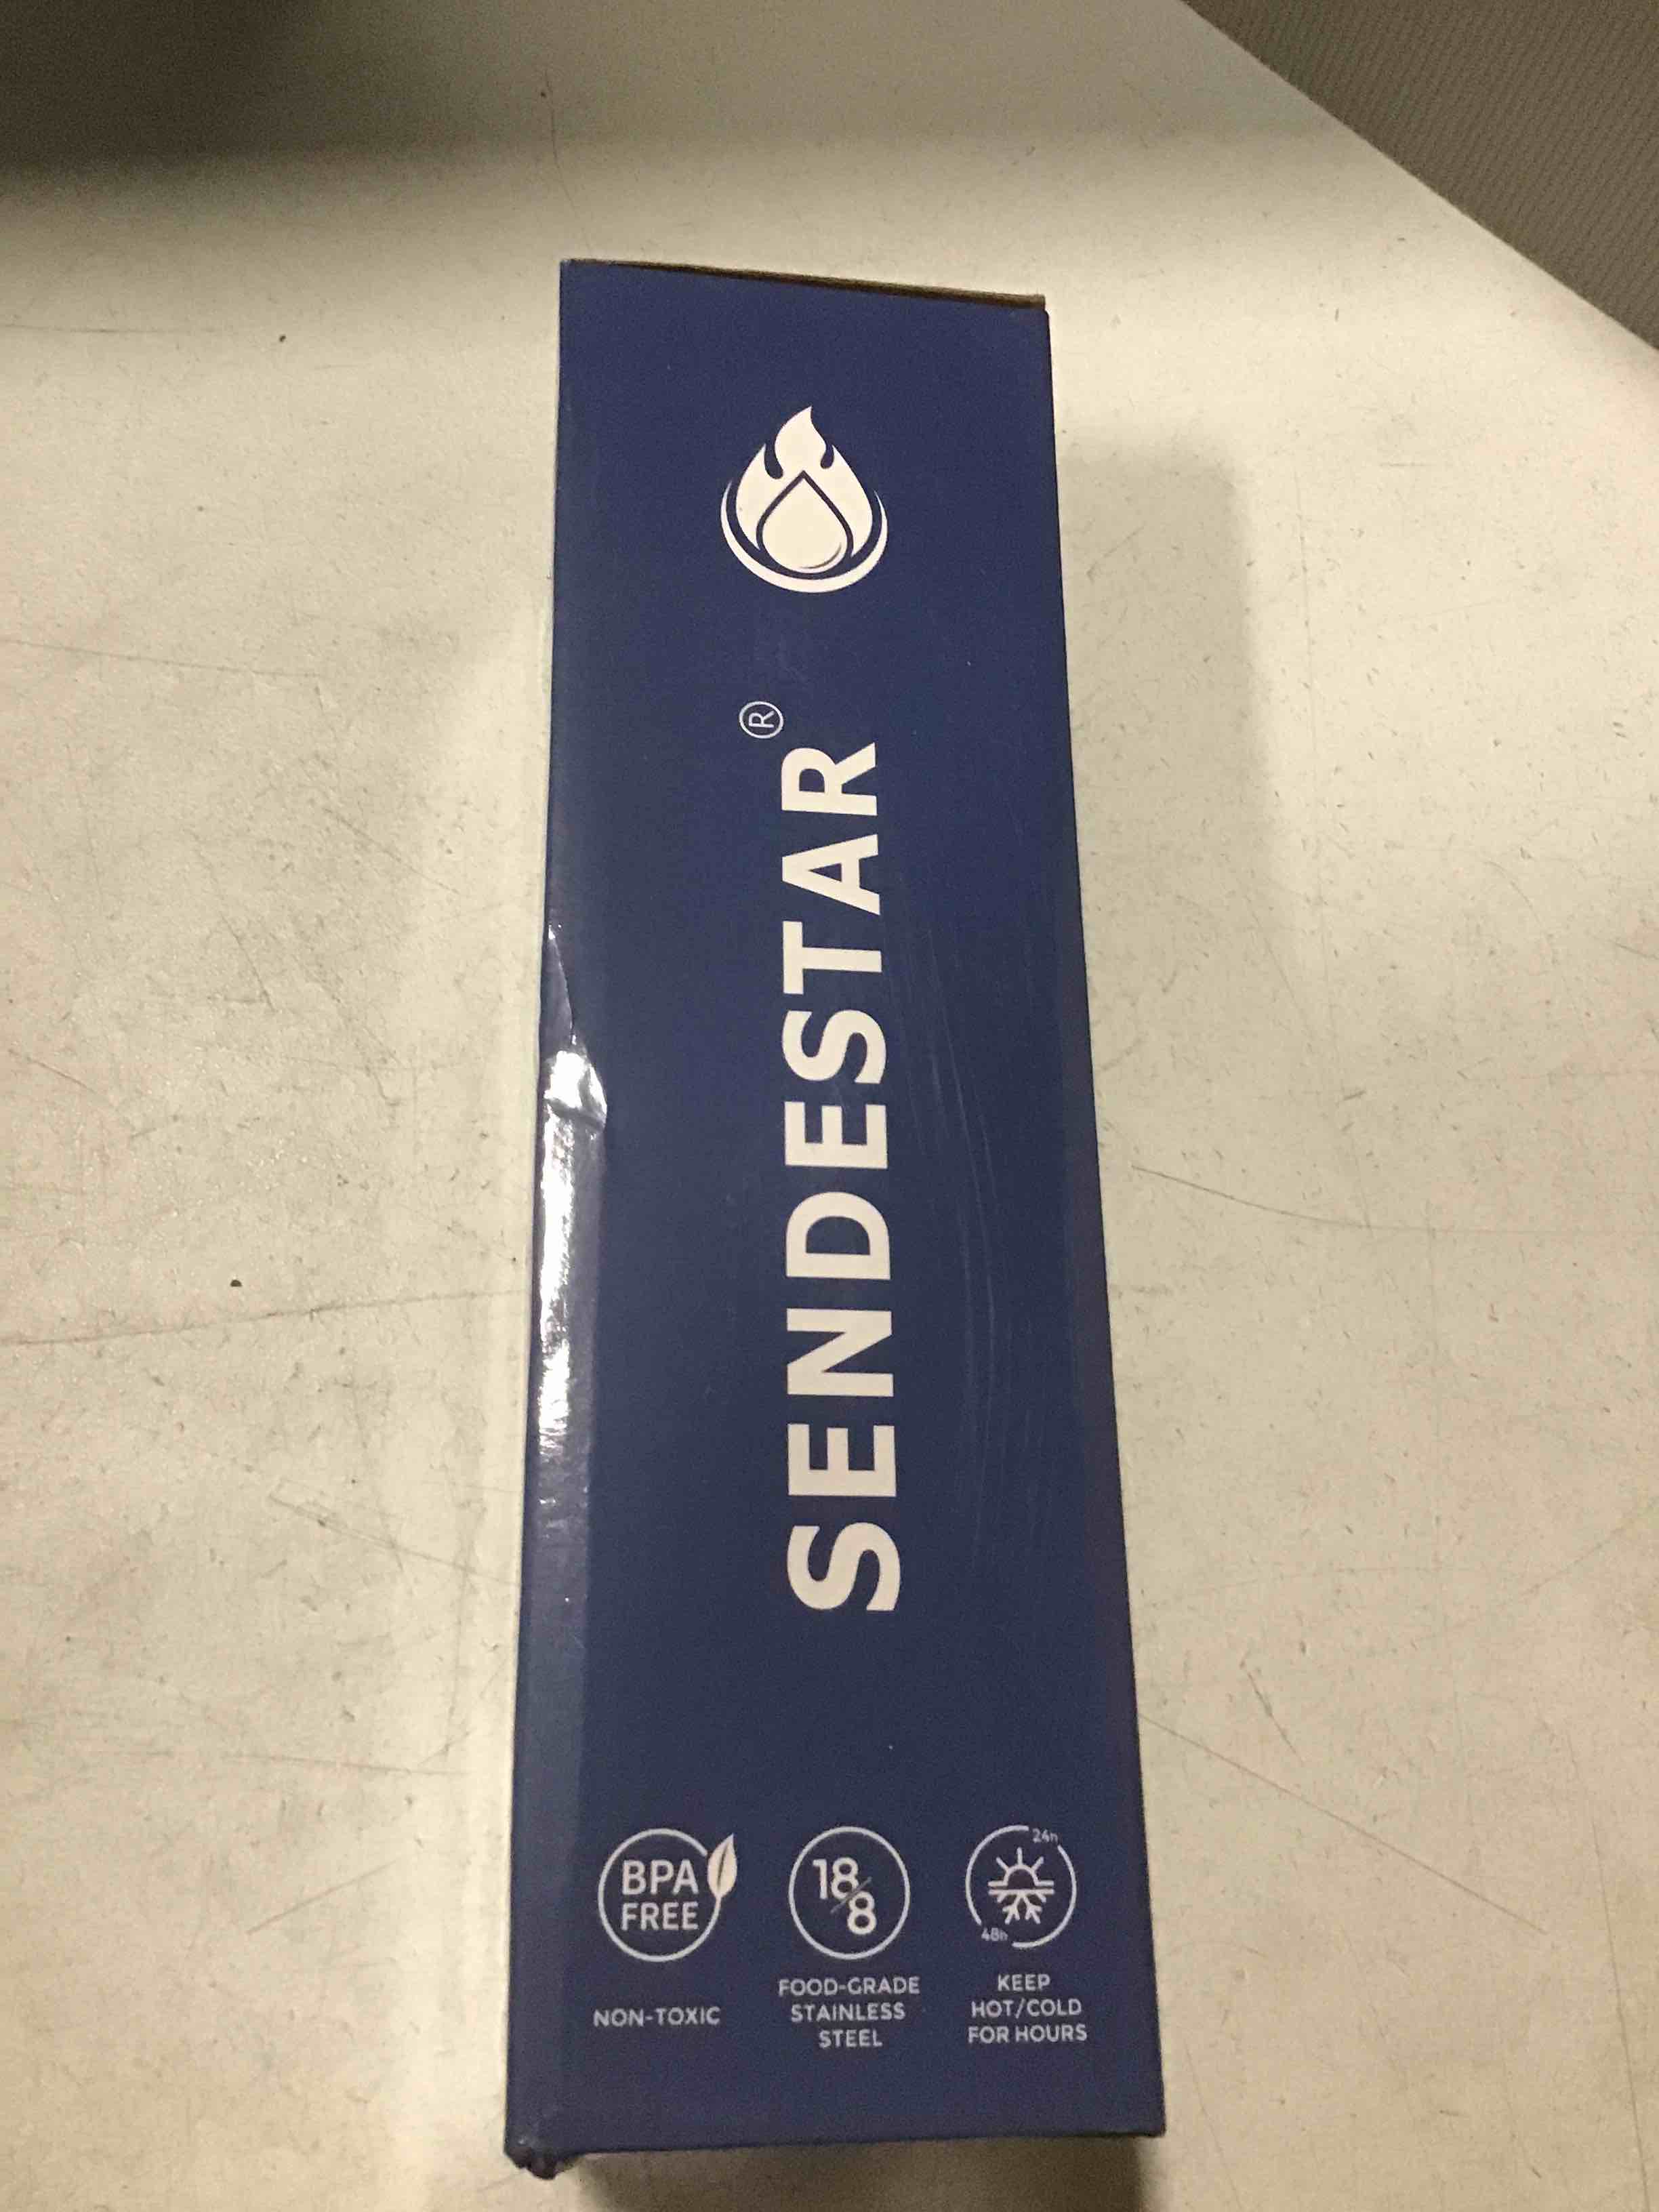 SENDESTAR®
BPA
FREE
NON-TOXIC
18/8
FOOD-GRADE
STAINLESS
STEEL
24h
48h
KEEP
HOT/COLD
FOR HOURS